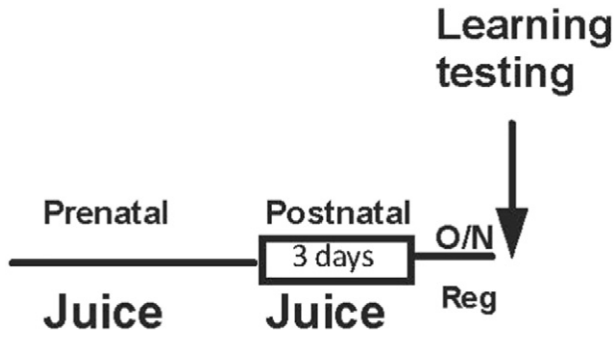 Learning
testing
Prenatal
Postnatal
O/N
3 days
Juice
Juice
Reg